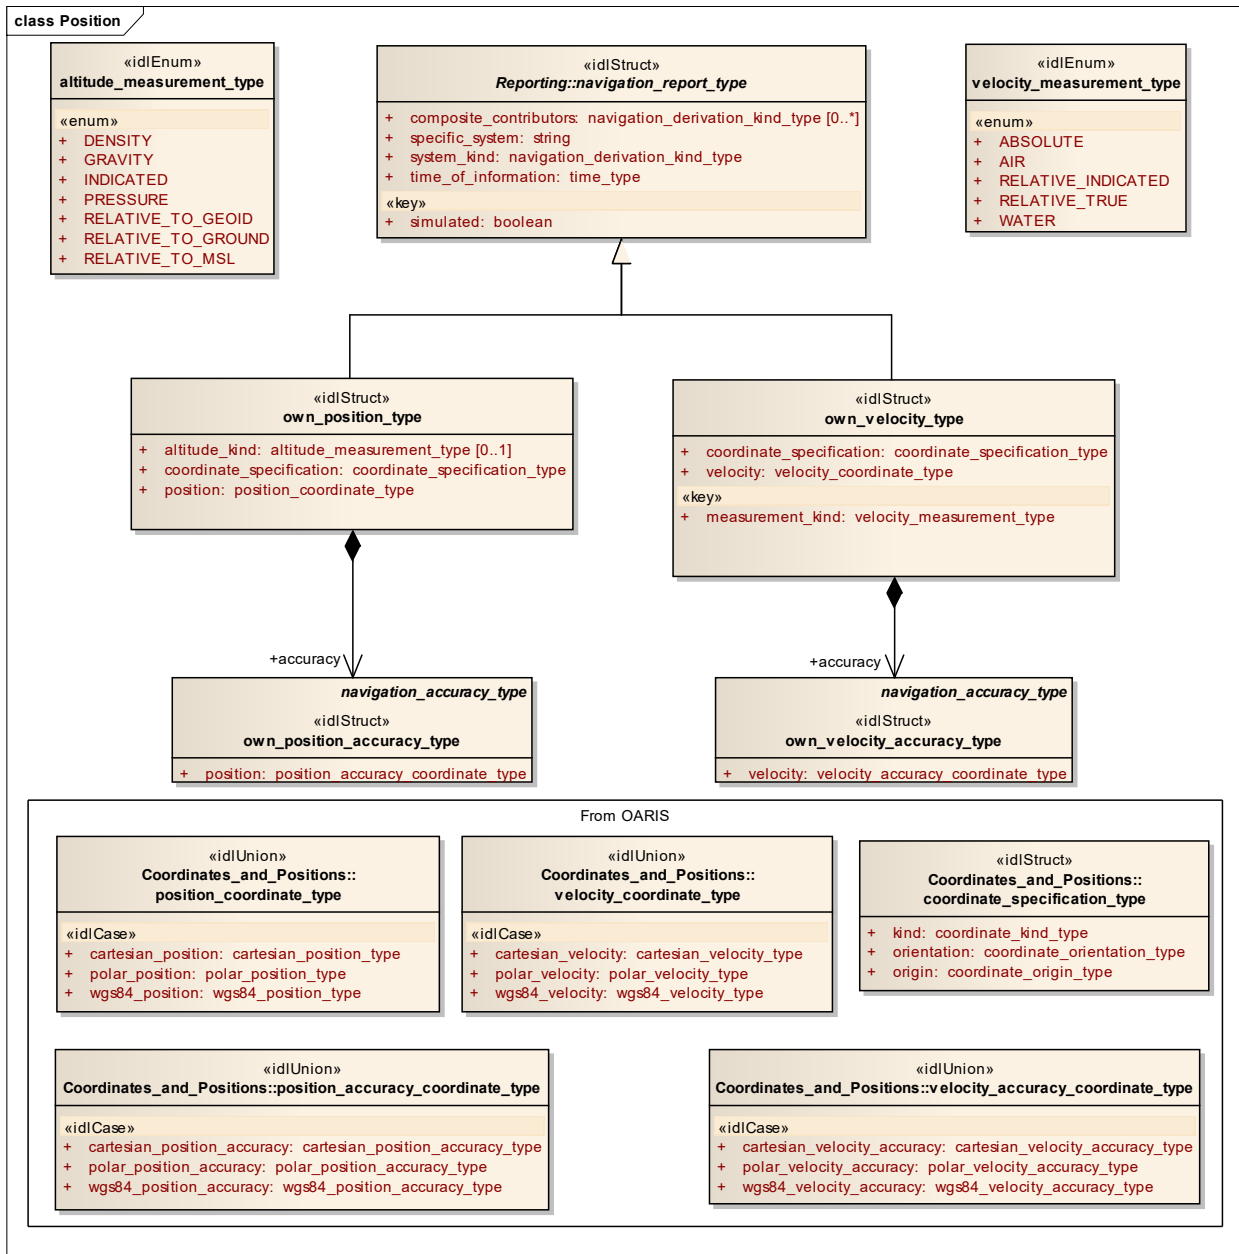 class Position
«idlEnum»
altitude_measurement_type
«enum»
+ DENSITY
+ GRAVITY
+ INDICATED
+ PRESSURE
+ RELATIVE_TO_GEOID
+ RELATIVE_TO_GROUND
+ RELATIVE_TO_MSL
«idlStruct»
Reporting::navigation_report_type
+ composite_contributors: navigation_derivation_kind_type [0..*]
+ specific_system: string
+ system_kind: navigation_derivation_kind_type
+ time_of_information: time_type
«key»
+ simulated: boolean
«idlEnum»
velocity_measurement_type
«enum»
+ ABSOLUTE
+ AIR
+ RELATIVE_INDICATED
+ RELATIVE_TRUE
+ WATER
«idlStruct»
own_position_type
+ altitude_kind: altitude_measurement_type [0..1]
+ coordinate_specification: coordinate_specification_type
+ position: position_coordinate_type
«idlStruct»
own_velocity_type
+ coordinate_specification: coordinate_specification_type
+ velocity: velocity_coordinate_type
«key»
+ measurement_kind: velocity_measurement_type
+accuracy
+accuracy
navigation_accuracy_type
«idlStruct»
own_position_accuracy_type
+ position: position_accuracy_coordinate_type
navigation_accuracy_type
«idlStruct»
own_velocity_accuracy_type
+ velocity: velocity_accuracy_coordinate_type
From OARIS
«idlUnion»
Coordinates_and_Positions::
position_coordinate_type
«idlCase»
+ cartesian_position: cartesian_position_type
+ polar_position: polar_position_type
+ wgs84_position: wgs84_position_type
«idlUnion»
Coordinates_and_Positions::
velocity_coordinate_type
«idlCase»
+ cartesian_velocity: cartesian_velocity_type
+ polar_velocity: polar_velocity_type
+ wgs84_velocity: wgs84_velocity_type
«idlStruct»
Coordinates_and_Positions::
coordinate_specification_type
+ kind: coordinate_kind_type
+ orientation: coordinate_orientation_type
+ origin: coordinate_origin_type
«idlUnion»
Coordinates_and_Positions::position_accuracy_coordinate_type
«idlCase»
+ cartesian_position_accuracy: cartesian_position_accuracy_type
+ polar_position_accuracy: polar_position_accuracy_type
+ wgs84_position_accuracy: wgs84_position_accuracy_type
«idlUnion»
Coordinates_and_Positions::velocity_accuracy_coordinate_type
«idlCase»
+ cartesian_velocity_accuracy: cartesian_velocity_accuracy_type
+ polar_velocity_accuracy: polar_velocity_accuracy_type
+ wgs84_velocity_accuracy: wgs84_velocity_accuracy_type